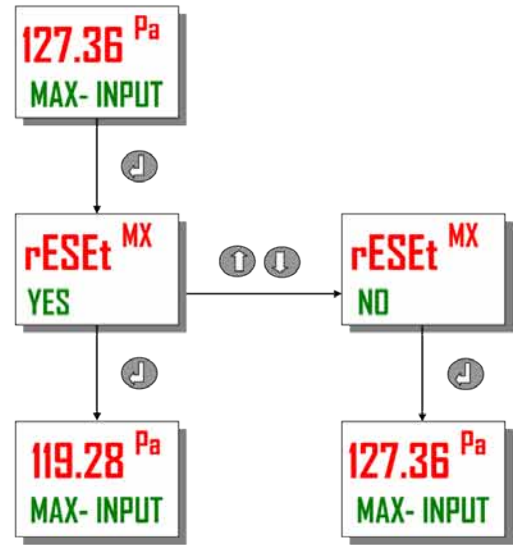 127.36 Pa
MAX- INPUT
rESEt MX
YES
rESEt MX
NO
119.28 Pa
MAX- INPUT
127.36 Pa
MAX- INPUT